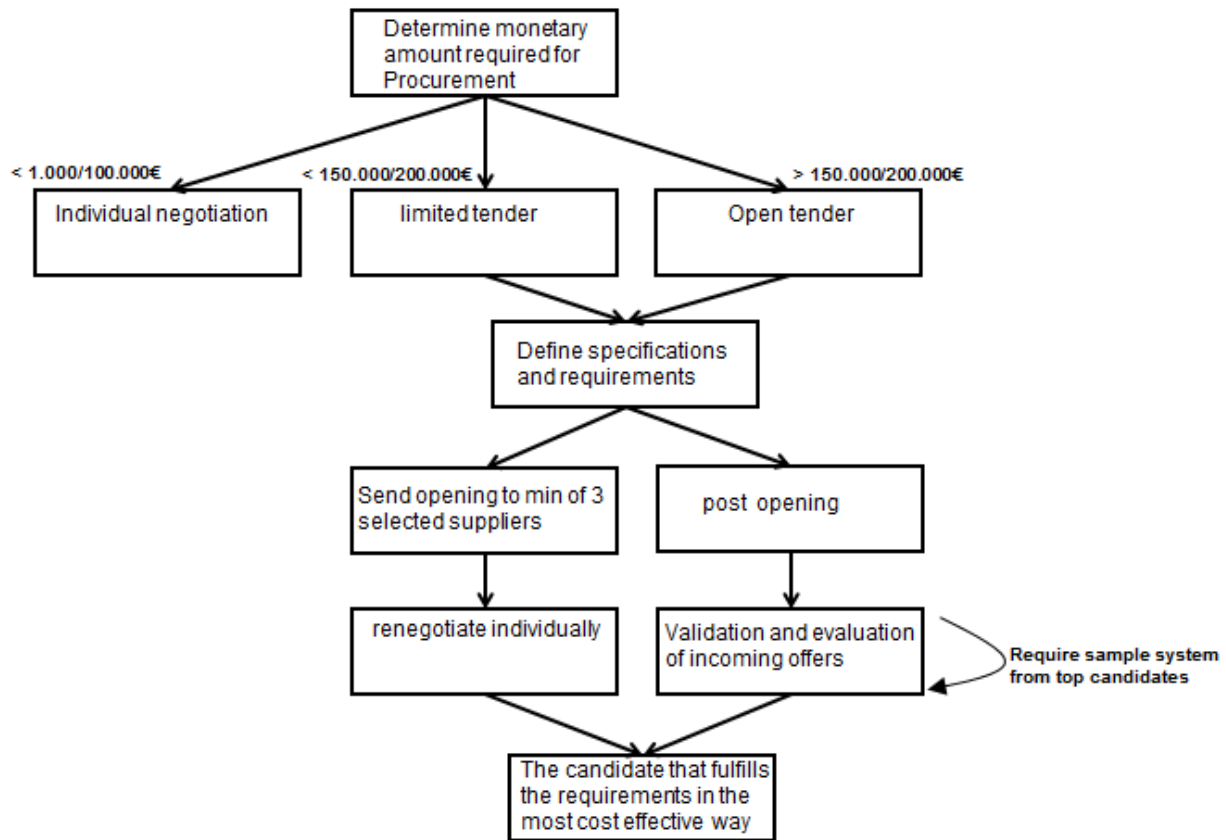 Determine monetary
amount required for
Procurement
< 1.000/100.000€
< 150.000/200.000€
> 150.000/200.000€
Individual negotiation
limited tender
Open tender
Define specifications
and requirements
Send opening to min of 3
selected suppliers
post opening
renegotiate individually
Validation and evaluation
of incoming offers
Require sample system
from top candidates
The candidate that fulfills
the requirements in the
most cost effective way